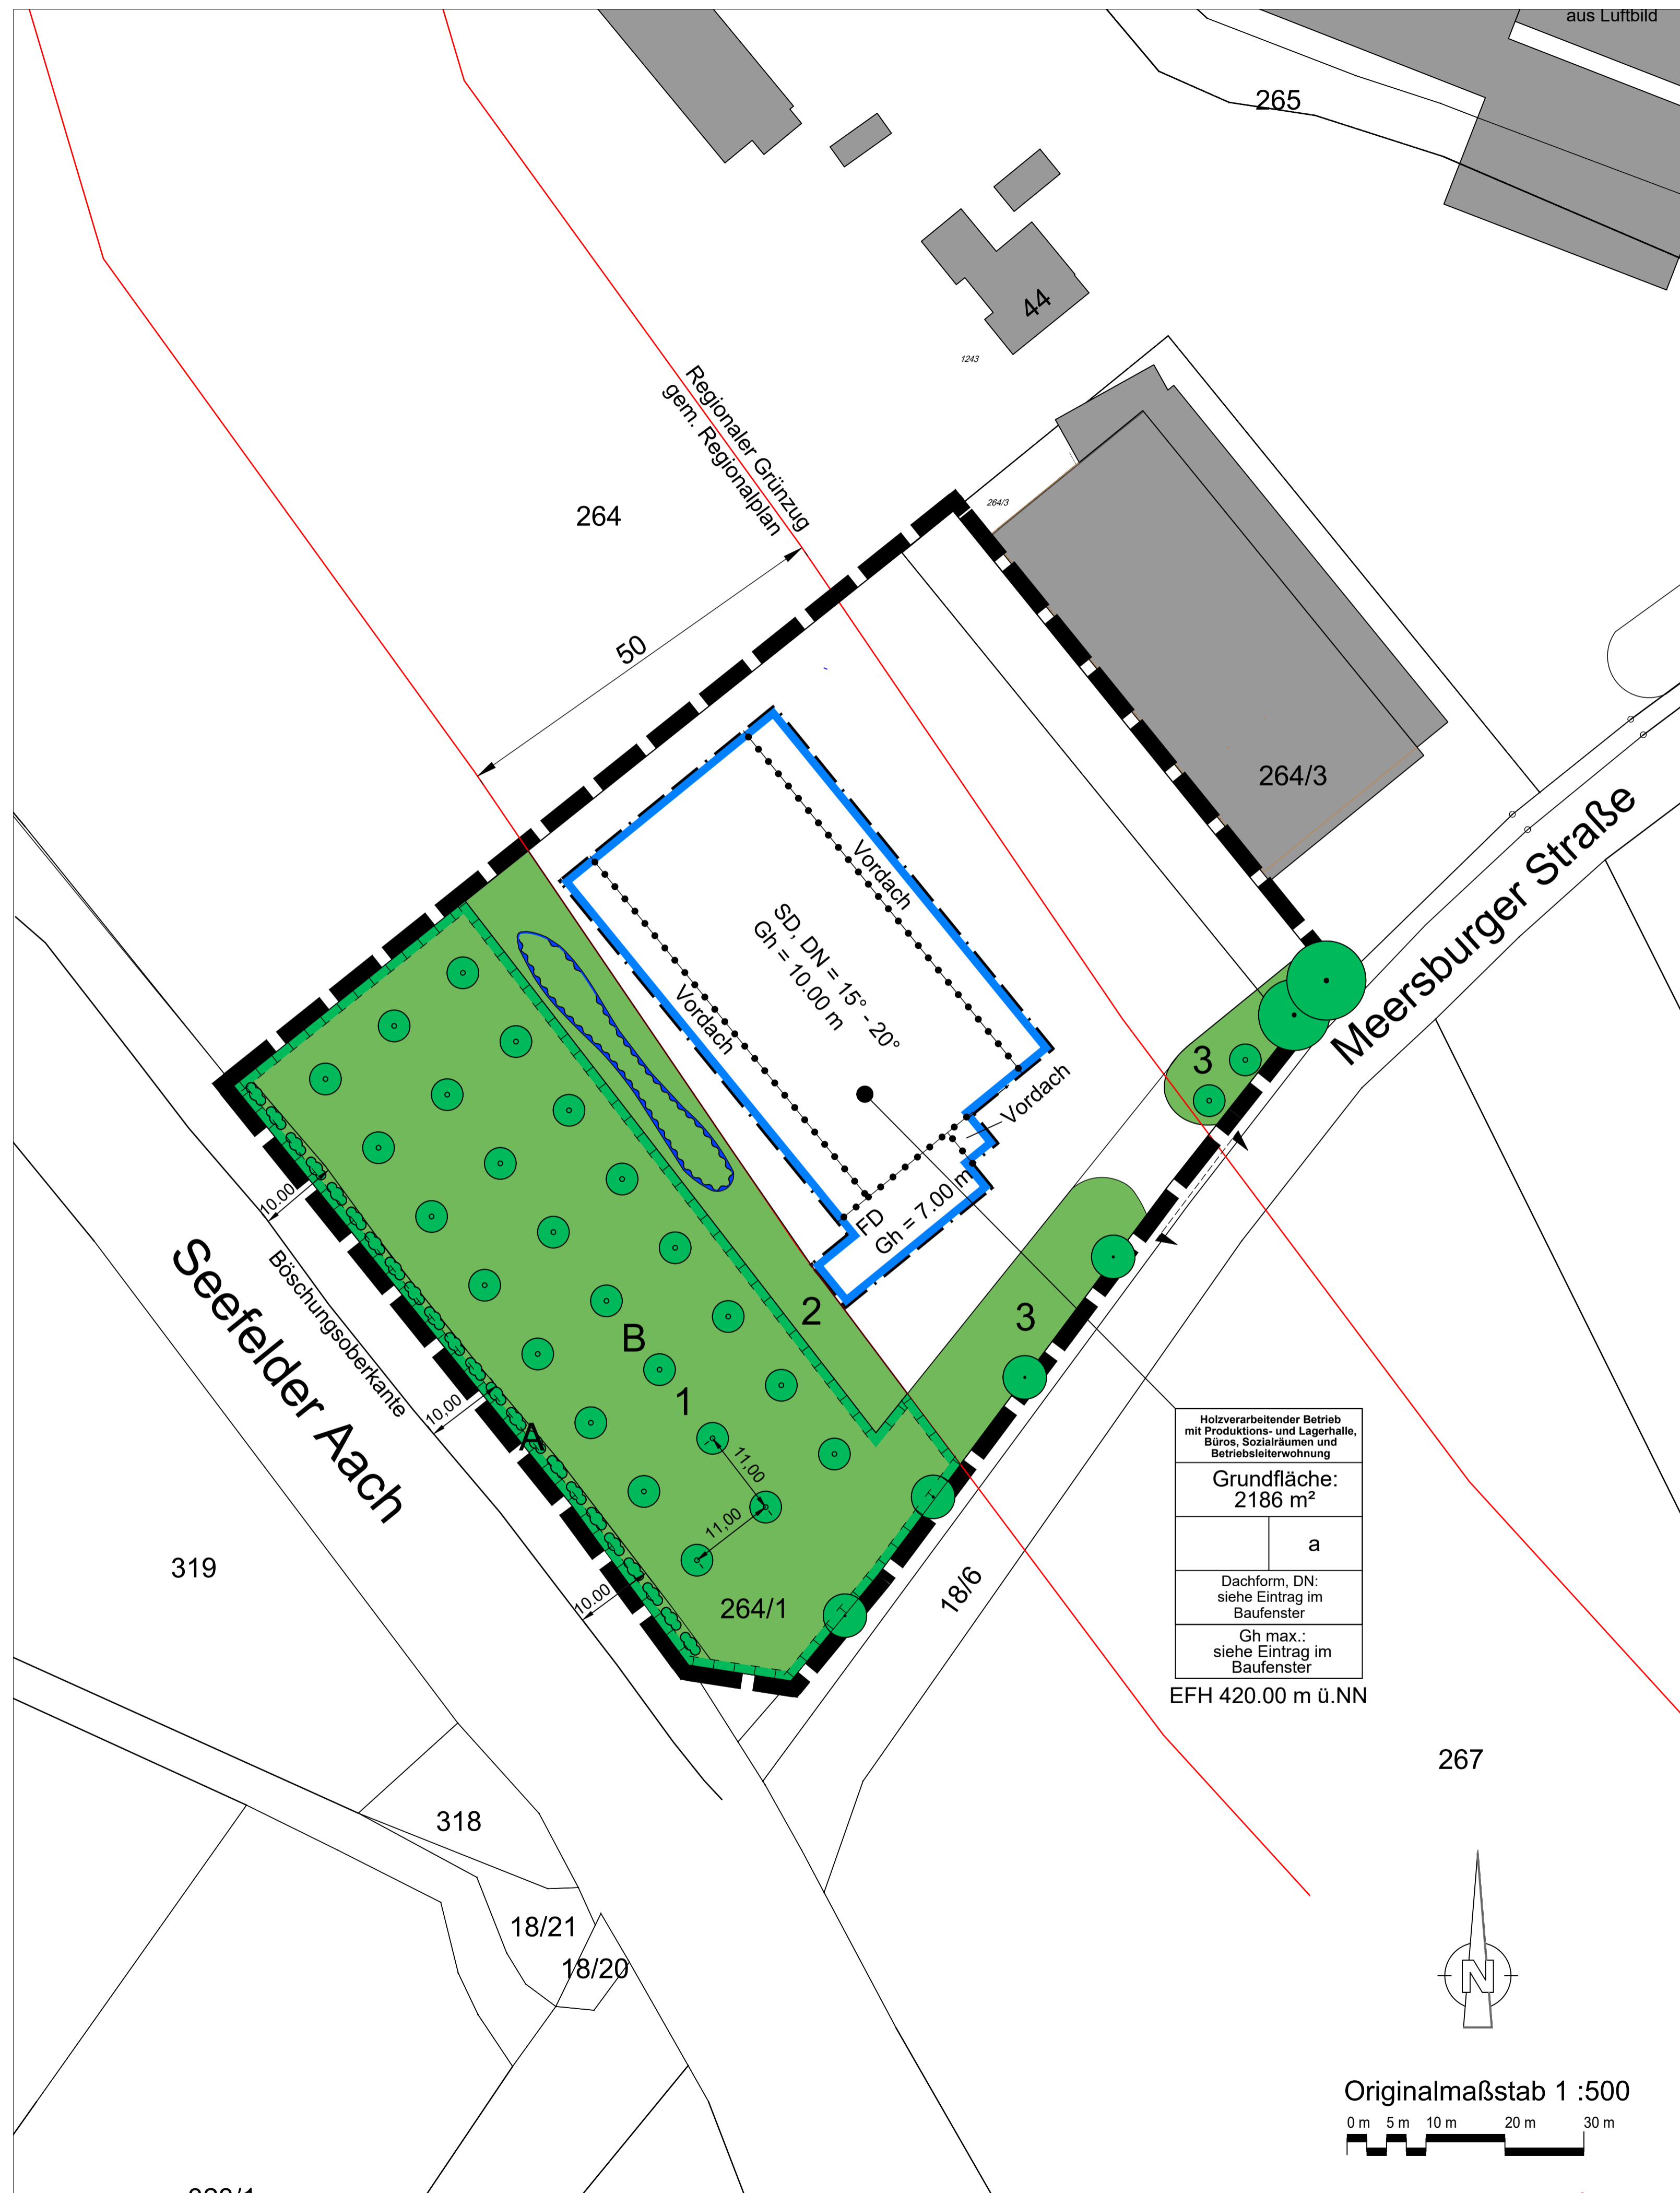 aus Luftbild
265
44
1243
Regionaler Grünzug
gem. Regionalplan
264/3
264
50
264/3
Meersburger Straße
Vordach
SD, DN = 15° - 20°
Gh = 10.00 m
Vordach
Vordach
3
FD
Gh = 7.00 m
10.00
Seefelder Aach
Böschungsoberkante
2
3
B
1
10,00
A
11,00
11,00
10.00
264/1
18/6
319
Holzverarbeitender Betrieb
mit Produktions- und Lagerhalle,
Büros, Sozialräumen und
Betriebsleiterwohnung
Grundfläche:
2186 m²
a
Dachform, DN:
siehe Eintrag im
Baufenster
Gh max.:
siehe Eintrag im
Baufenster
EFH 420.00 m ü.NN
267
318
18/21
18/20
N
Originalmaßstab 1 :500
0 m 5 m 10 m 20 m 30 m